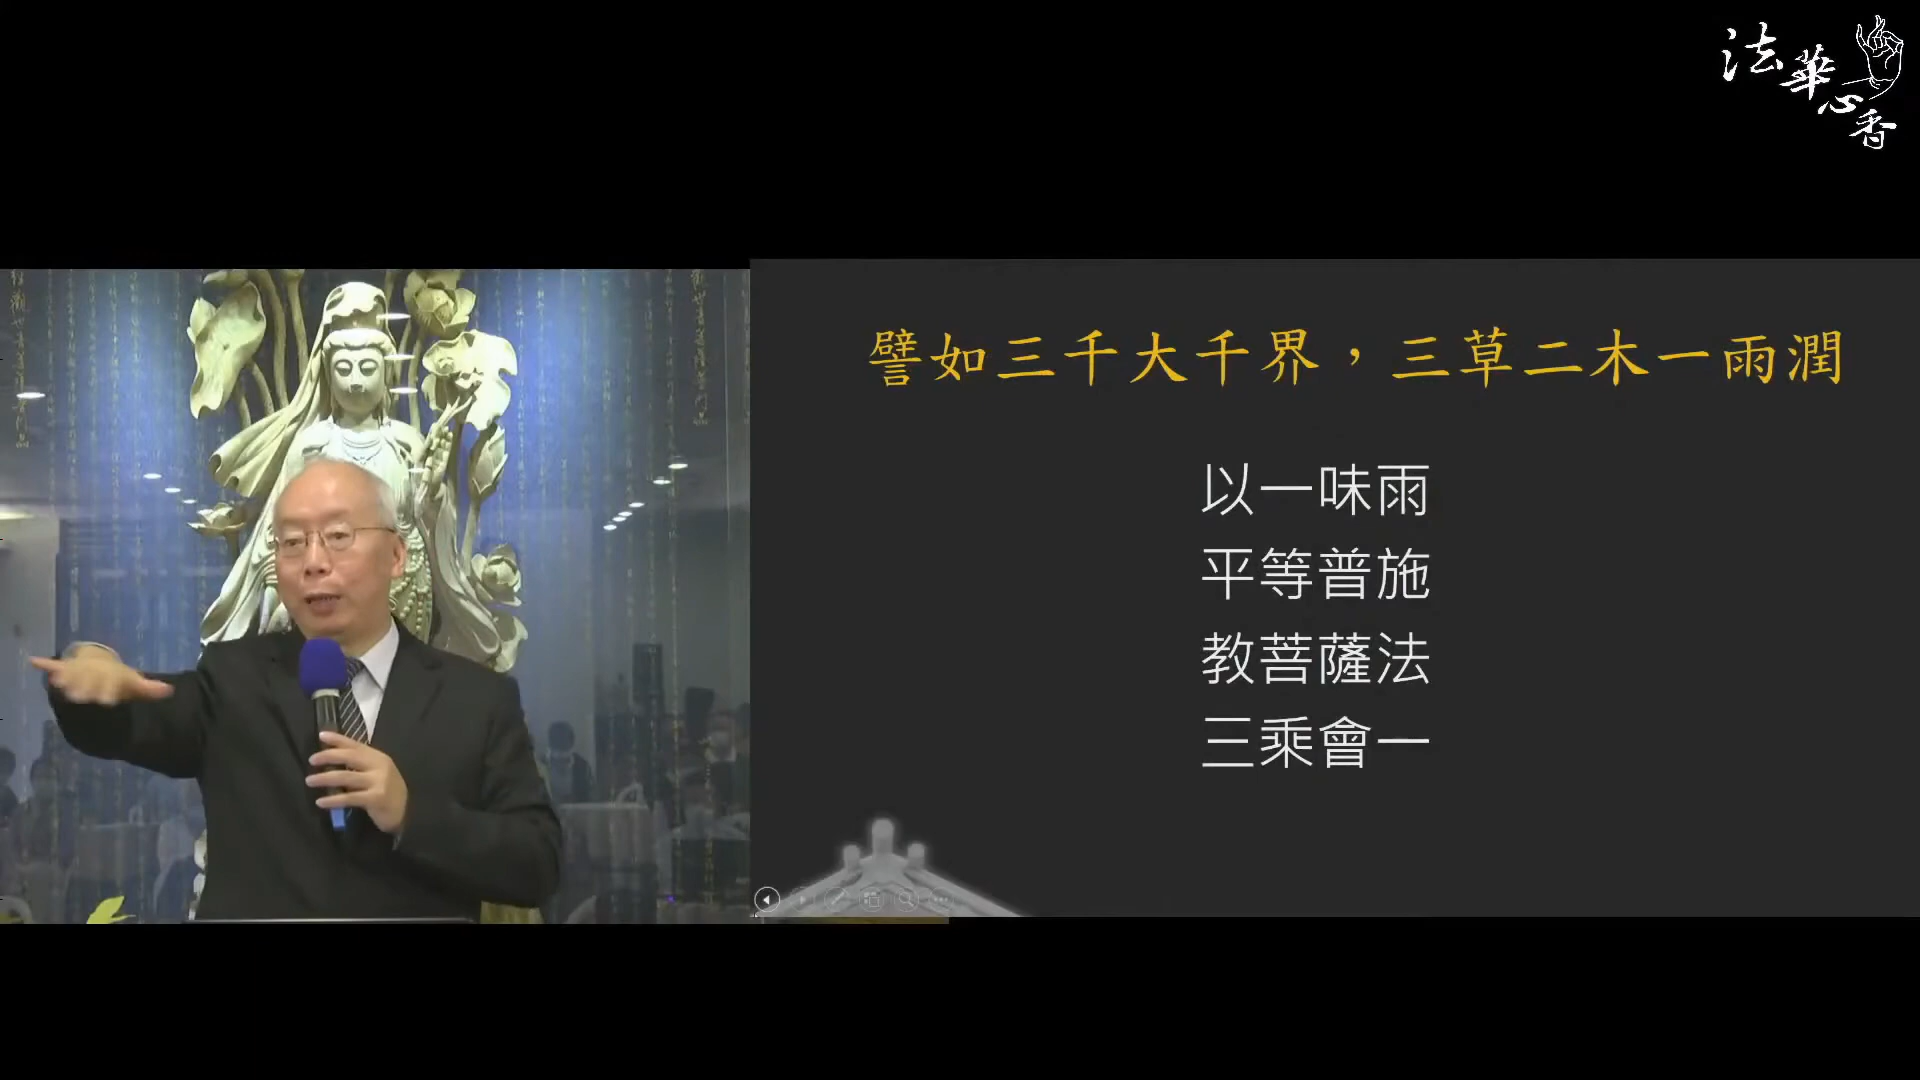 法華心香
譬如三千大千界，三草二木一雨潤
以一味雨
平等普施
教菩薩法
三乘會一